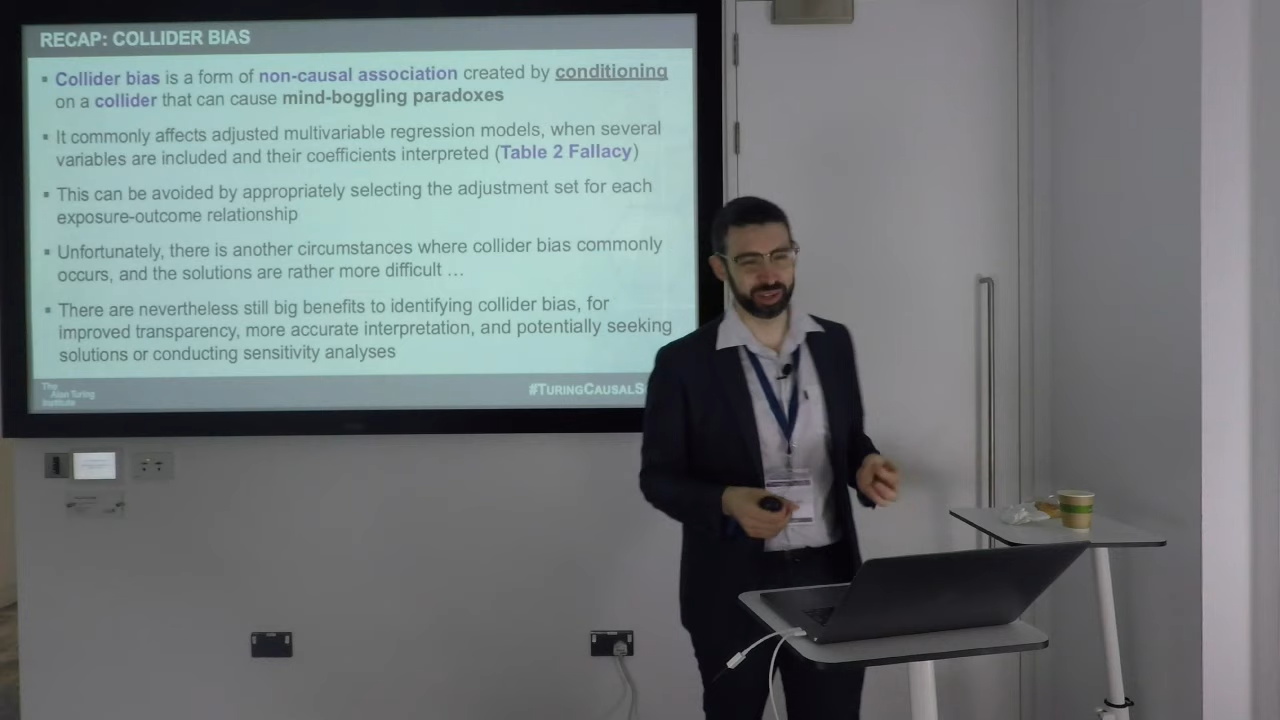 RECAP: COLLIDER BIAS
▪ Collider bias is a form of non-causal association created by conditioning
on a collider that can cause mind-boggling paradoxes
▪ It commonly affects adjusted multivariable regression models, when several
variables are included and their coefficients interpreted (Table 2 Fallacy)
▪ This can be avoided by appropriately selecting the adjustment set for each
exposure-outcome relationship
▪ Unfortunately, there is another circumstances where collider bias commonly
occurs, and the solutions are rather more difficult …
▪ There are nevertheless still big benefits to identifying collider bias, for
improved transparency, more accurate interpretation, and potentially seeking
solutions or conducting sensitivity analyses
The
Alan Turing
Institute
#TURINGCAUSALS